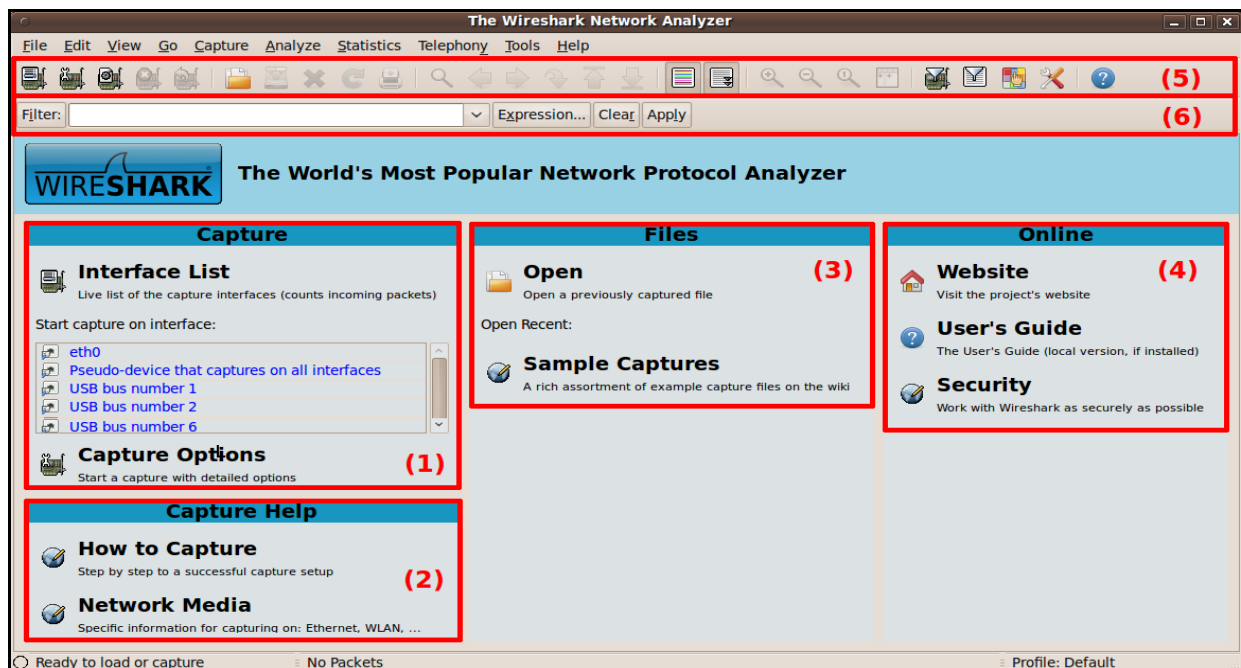 The Wireshark Network Analyzer
File Edit View Go Capture Analyze Statistics Telephony Tools Help
(5)
Filter: Expression... Clear Apply (6)
WIRESHARK The World's Most Popular Network Protocol Analyzer
Capture
Interface List
Live list of the capture interfaces (counts incoming packets)
Start capture on interface:
eth0
Pseudo-device that captures on all interfaces
USB bus number 1
USB bus number 2
USB bus number 6
Capture Options
(1)
Start a capture with detailed options
Capture Help
How to Capture
Step by step to a successful capture setup
(2)
Network Media
Specific information for capturing on: Ethernet, WLAN, ...
Files
Open (3)
Open a previously captured file
Open Recent:
Sample Captures
A rich assortment of example capture files on the wiki
Online
Website (4)
Visit the project's website
User's Guide
The User's Guide (local version, if installed)
Security
Work with Wireshark as securely as possible
Ready to load or capture No Packets Profile: Default